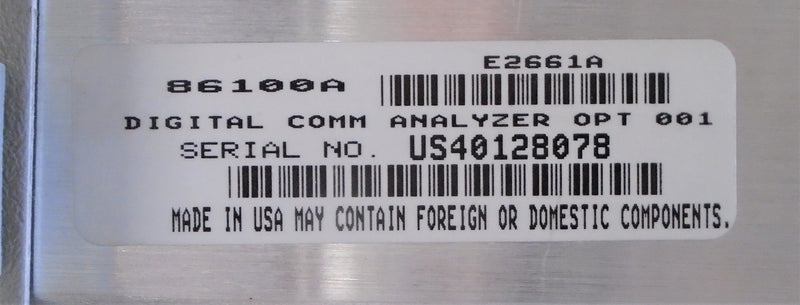 E2661A
86100A
DIGITAL COMM ANALYZER OPT 001
SERIAL NO. US40128078
MADE IN USA MAY CONTAIN FOREIGN OR DOMESTIC COMPONENTS.